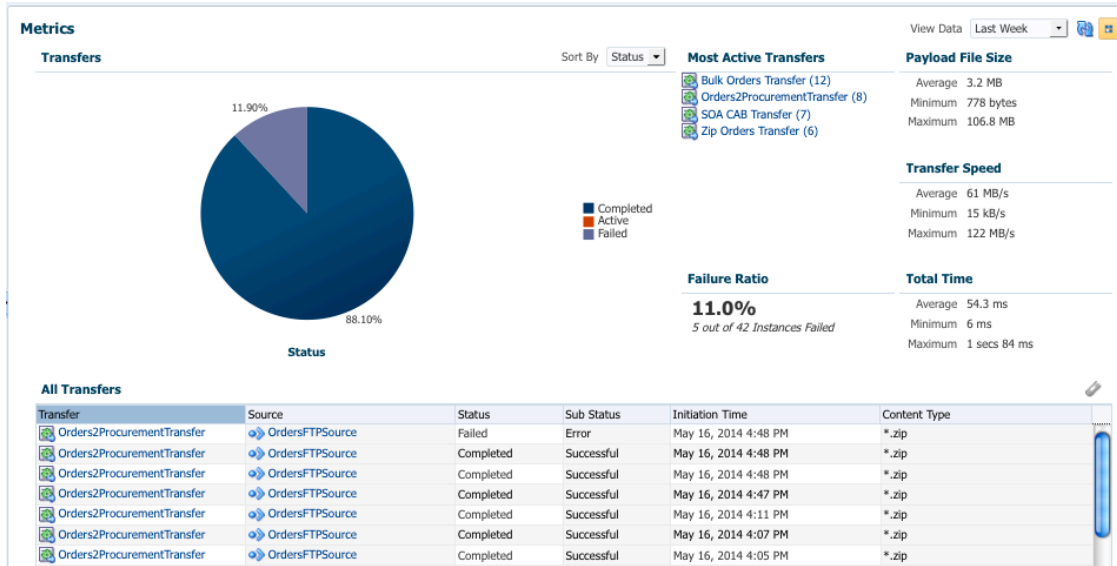 Metrics
View Data Last Week
Transfers
Sort By Status
11.90%
88.10%
Status
Completed
Active
Failed
Most Active Transfers
Bulk Orders Transfer (12)
Orders2ProcurementTransfer (8)
SOA CAB Transfer (7)
Zip Orders Transfer (6)
Payload File Size
Average 3.2 MB
Minimum 778 bytes
Maximum 106.8 MB
Transfer Speed
Average 61 MB/s
Minimum 15 kB/s
Maximum 122 MB/s
Failure Ratio
11.0%
5 out of 42 Instances Failed
Total Time
Average 54.3 ms
Minimum 6 ms
Maximum 1 secs 84 ms
All Transfers
Transfer Source Status Sub Status Initiation Time Content Type
Orders2ProcurementTransfer OrdersFTPSource Failed Error May 16, 2014 4:48 PM *.zip
Orders2ProcurementTransfer OrdersFTPSource Completed Successful May 16, 2014 4:48 PM *.zip
Orders2ProcurementTransfer OrdersFTPSource Completed Successful May 16, 2014 4:48 PM *.zip
Orders2ProcurementTransfer OrdersFTPSource Completed Successful May 16, 2014 4:47 PM *.zip
Orders2ProcurementTransfer OrdersFTPSource Completed Successful May 16, 2014 4:11 PM *.zip
Orders2ProcurementTransfer OrdersFTPSource Completed Successful May 16, 2014 4:07 PM *.zip
Orders2ProcurementTransfer OrdersFTPSource Completed Successful May 16, 2014 4:05 PM *.zip